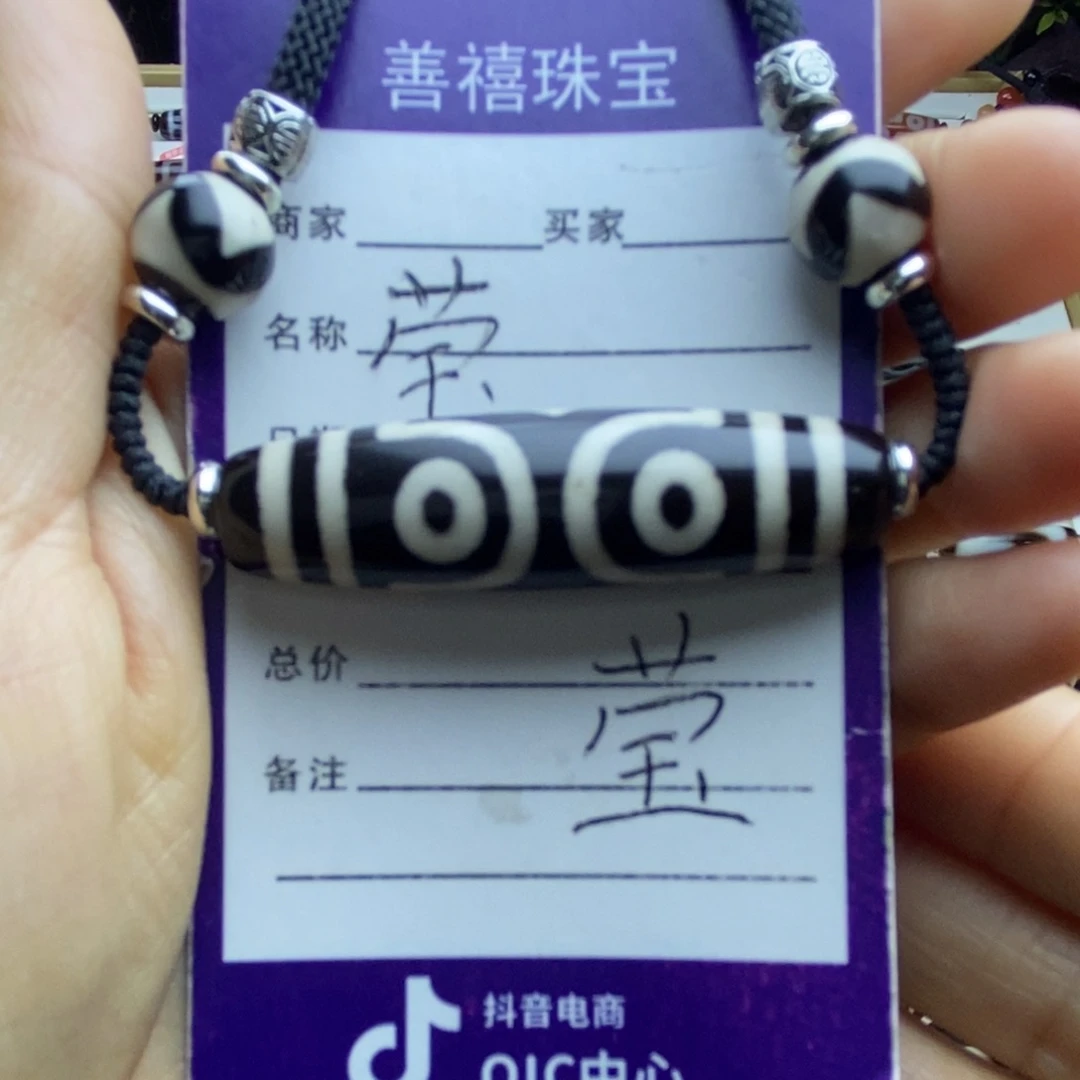 善禧珠宝
商家 买家
名称 莹
总价 莹
备注
抖音电商
QIC中心